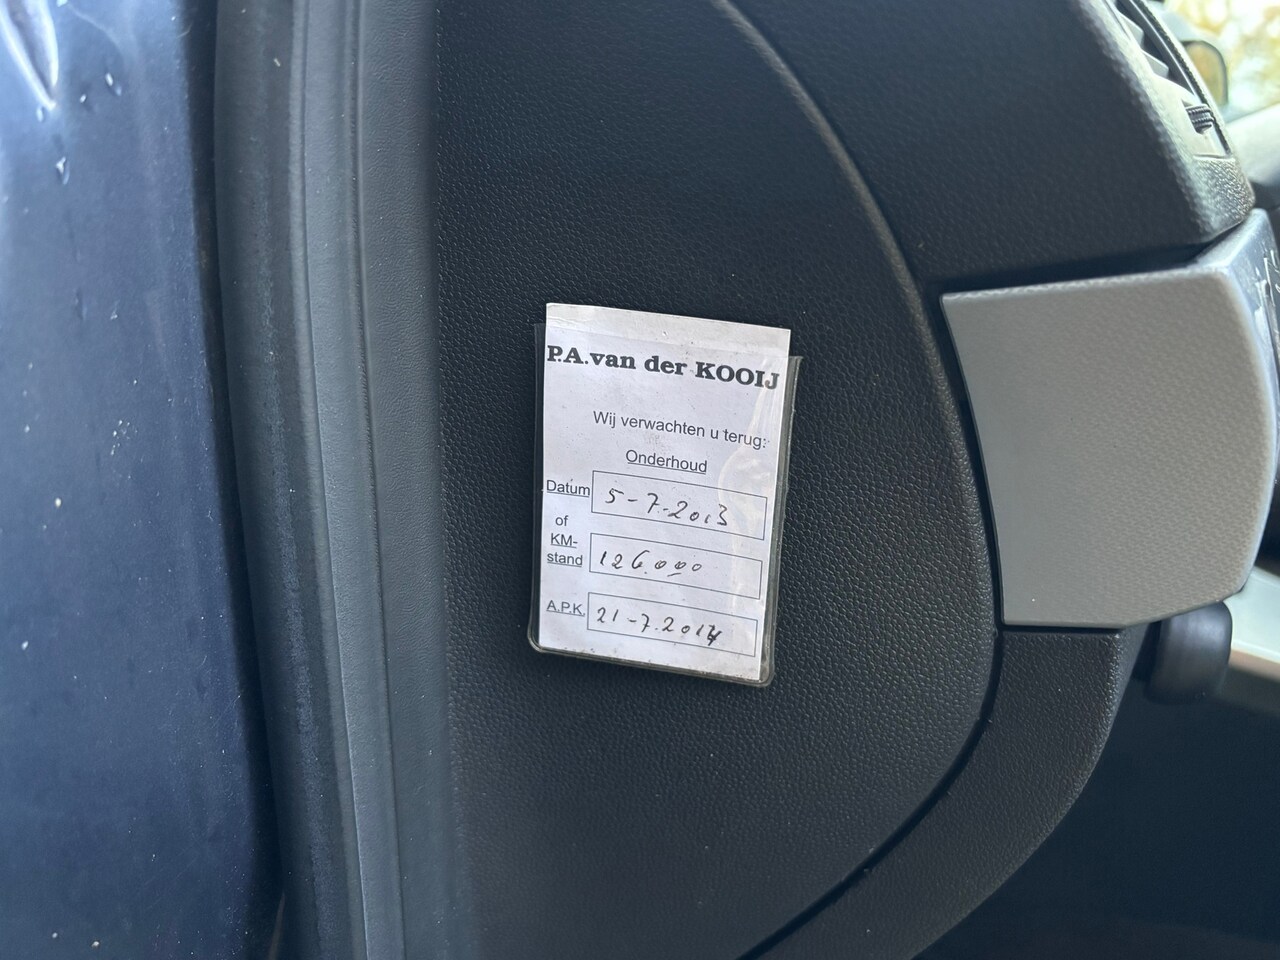 P.A. van der KOOIJ
Wij verwachten u terug:
Onderhoud
Datum 5-7-2013
of
KM-
stand 126.000
A.P.K. 21-7-2014